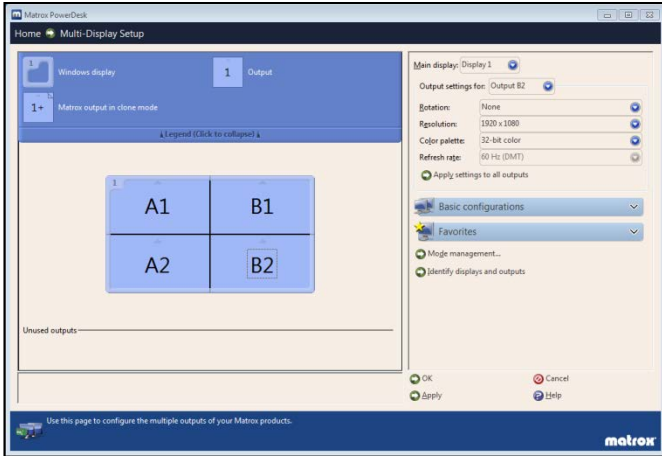 Matrox PowerDesk
Home Multi-Display Setup
1 Windows display
1 Output
1+ Matrox output in clone mode
Legend (Click to collapse)
1
A1 B1
A2 B2
Unused outputs
Main display: Display 1
Output settings for: Output B2
Rotation: None
Resolution: 1920 x 1080
Color palette: 32-bit color
Refresh rate: 60 Hz (DMT)
Apply settings to all outputs
Basic configurations
Favorites
Mode management...
Identify displays and outputs
OK Cancel
Apply Help
Use this page to configure the multiple outputs of your Matrox products.
matrox